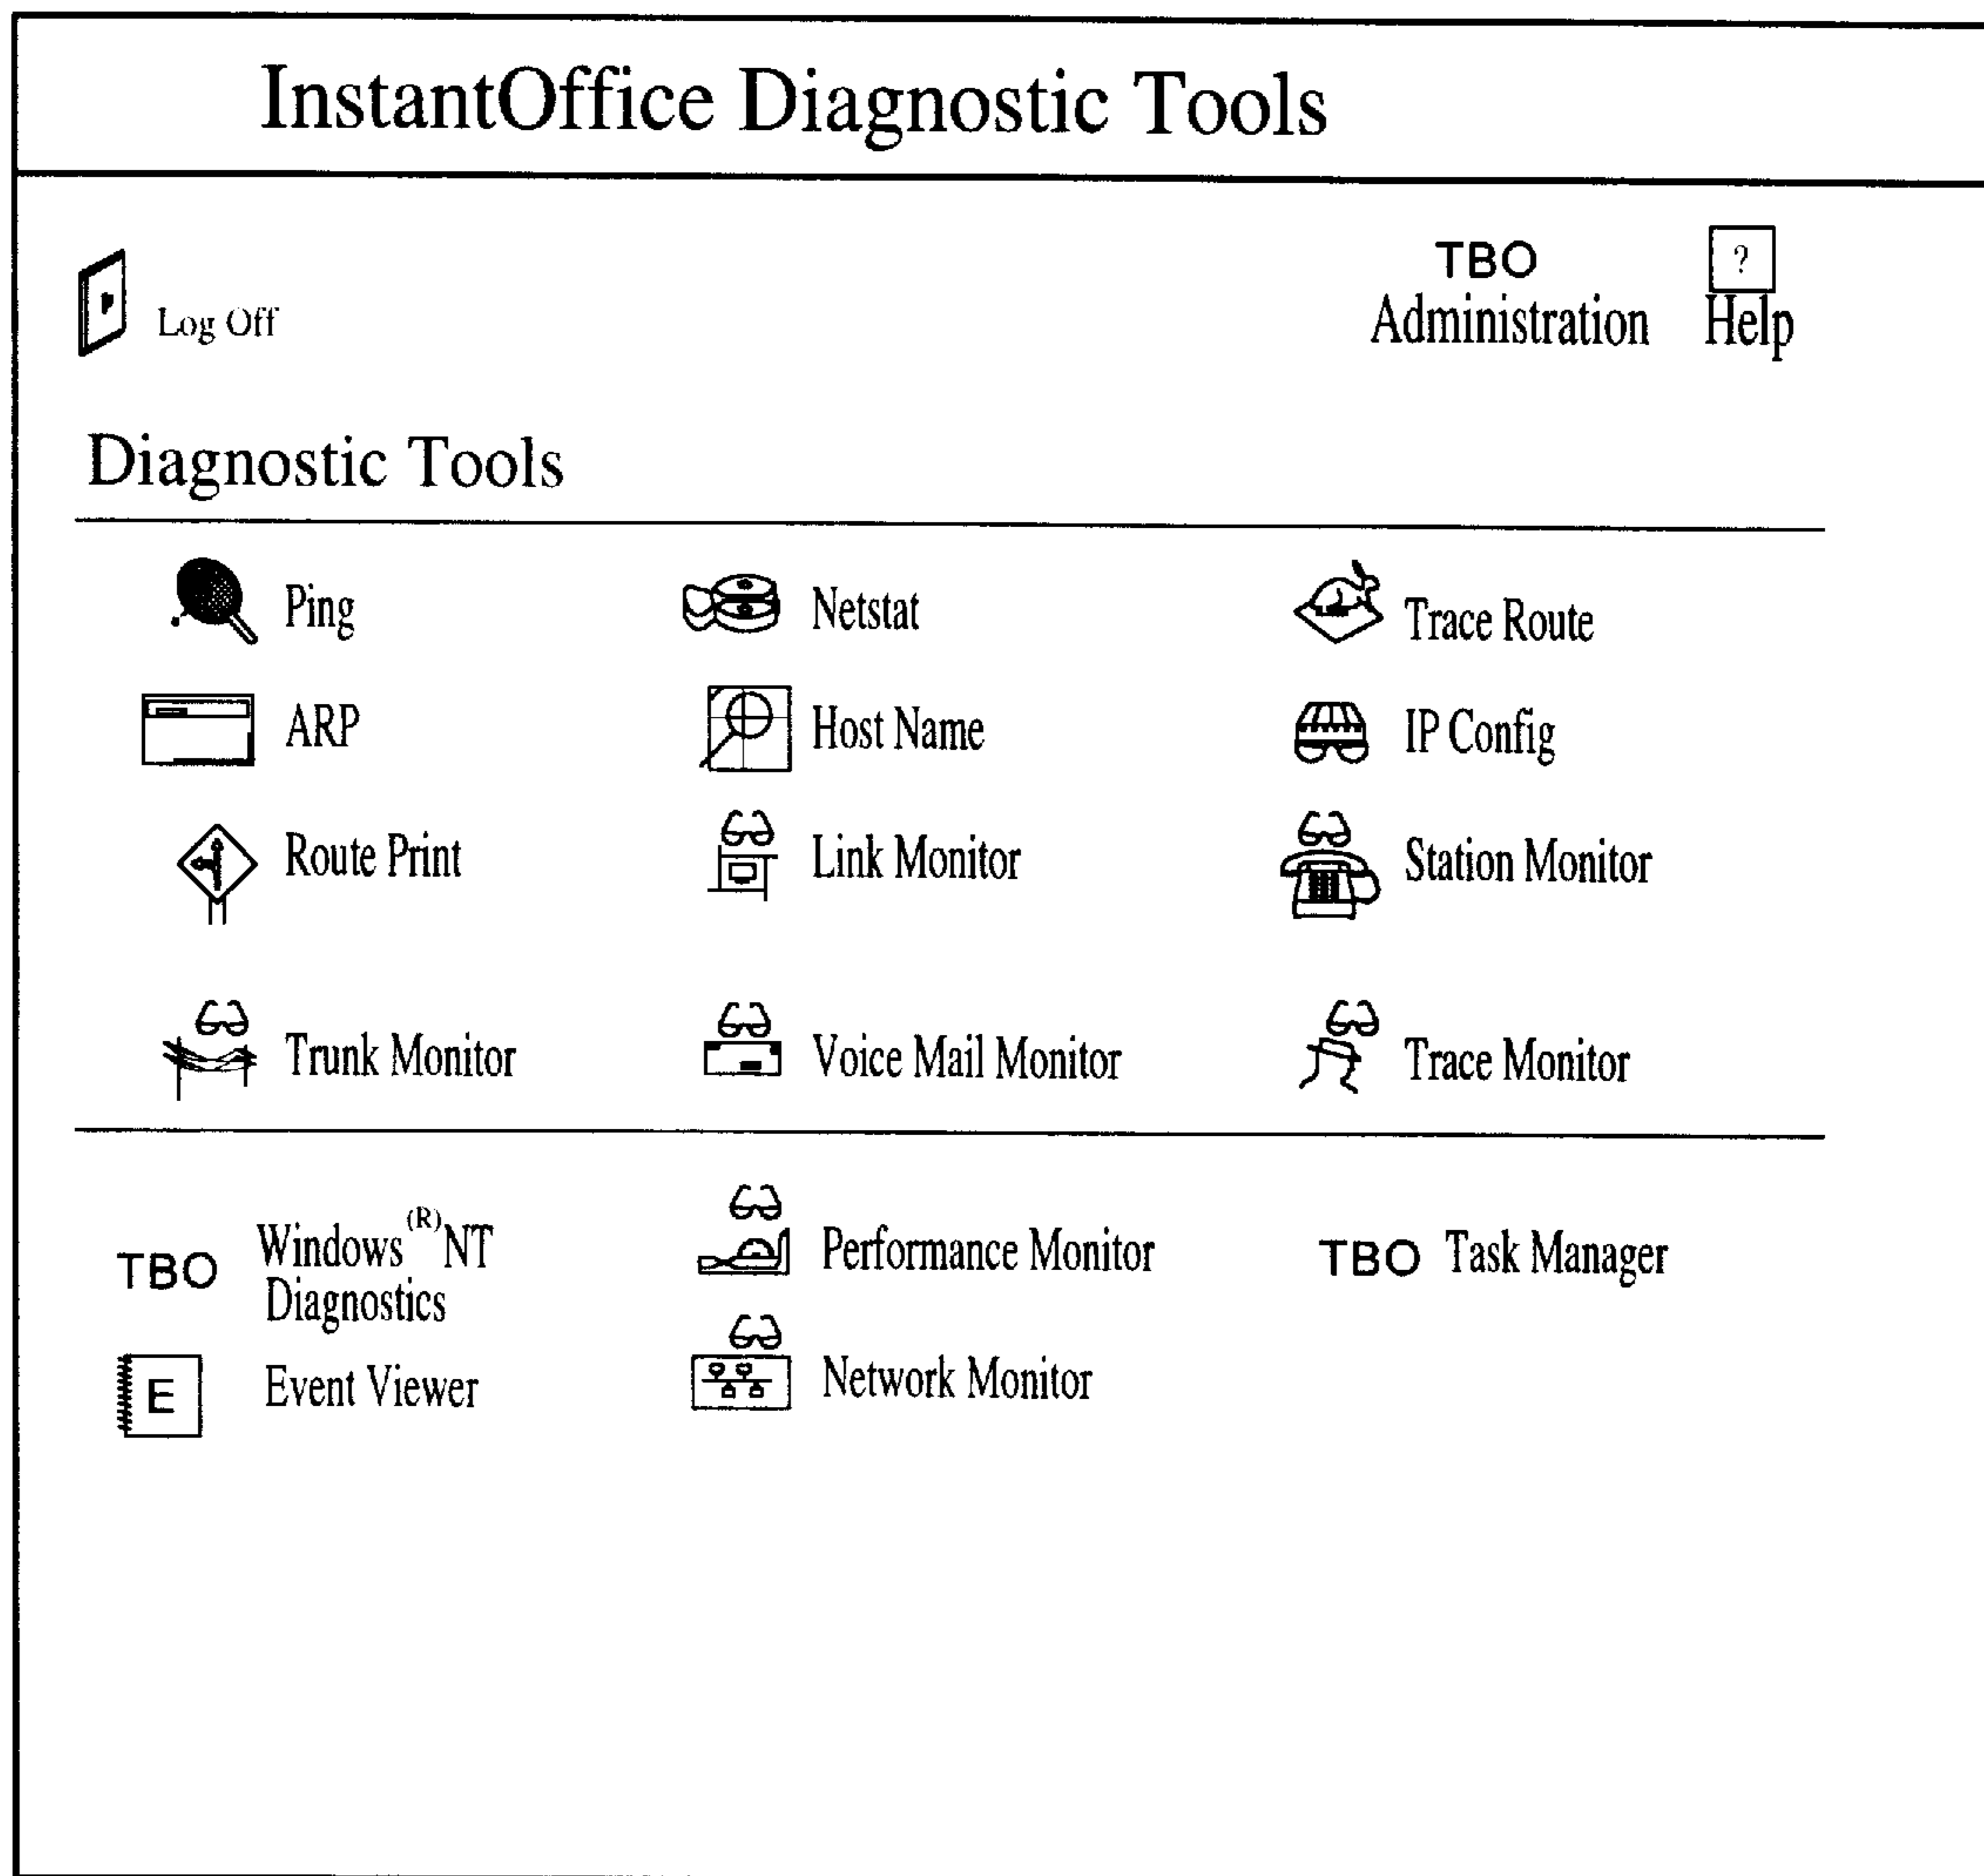 InstantOffice Diagnostic Tools
Log Off
TBO
Administration
?
Help
Diagnostic Tools
Ping
Netstat
Trace Route
ARP
Host Name
IP Config
Route Print
Link Monitor
Station Monitor
Trunk Monitor
Voice Mail Monitor
Trace Monitor
TBO
Windows(R)NT
Diagnostics
Performance Monitor
TBO Task Manager
E
Event Viewer
Network Monitor